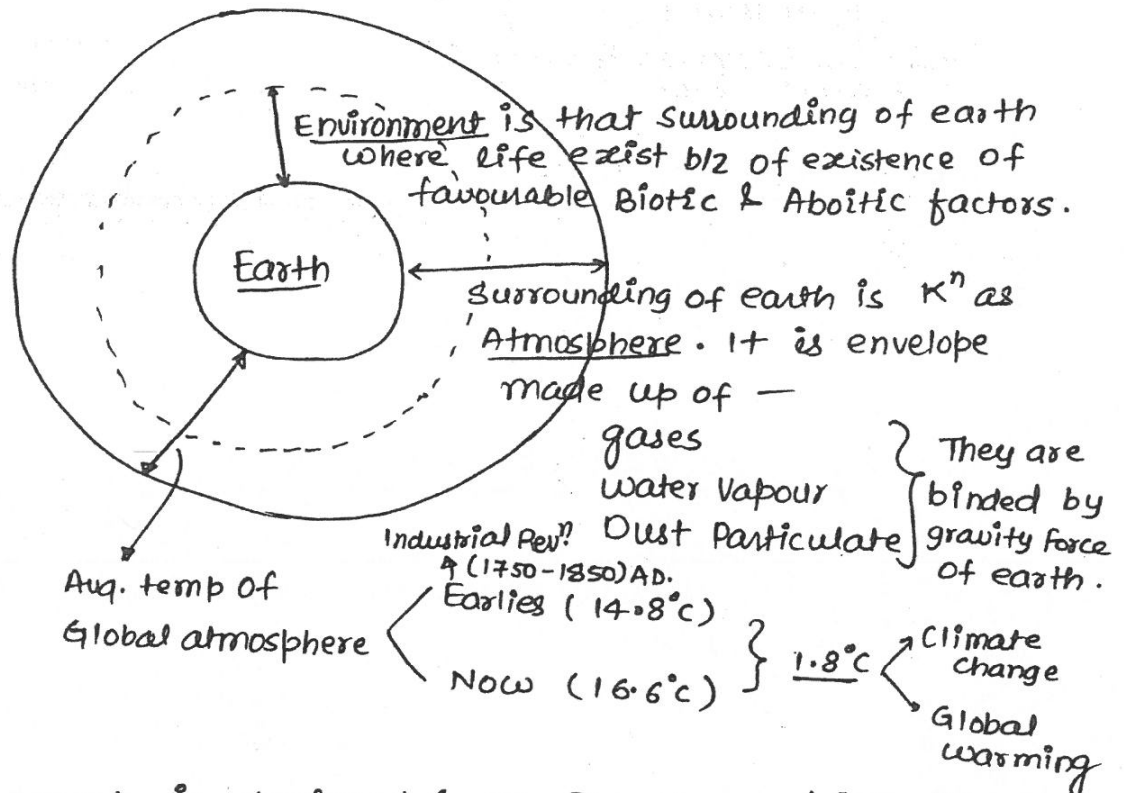 Environment is that surrounding of earth
where life exist b/z of existence of
favourable Biotic & Aboitic factors.
Earth
Surrounding of earth is Kⁿ as
Atmosphere. It is envelope
made up of —
gases
water vapour
Dust Particulate
They are
binded by
gravity force
of earth.
Industrial Revⁿ.
(1750-1850) AD.
Avg. temp of
Global atmosphere
Earlies (14.8°c)
Now (16.6°c)
1.8°c
Climate
change
Global
warming